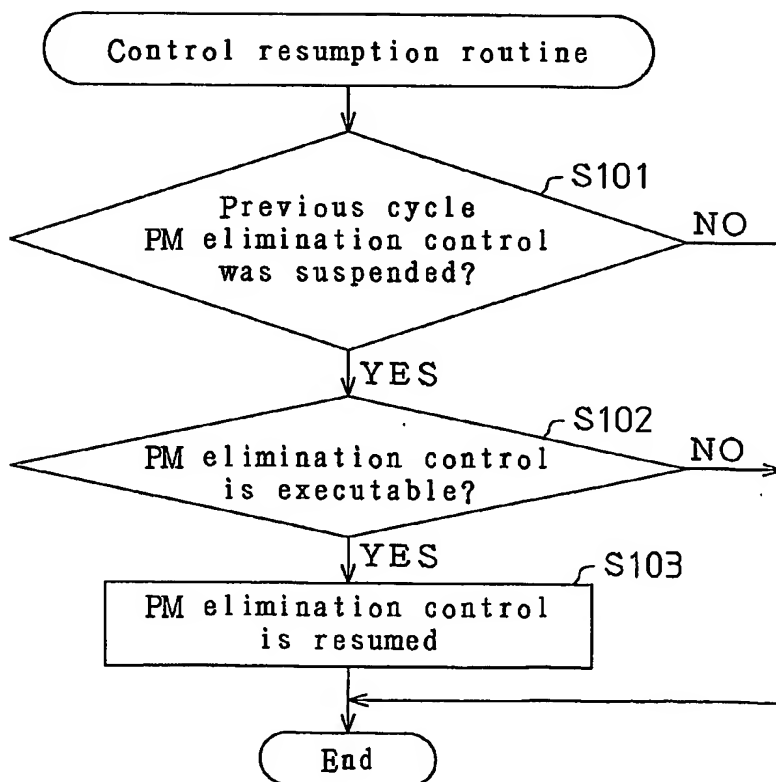 Control resumption routine
S101
Previous cycle
PM elimination control
was suspended?
NO
YES
S102
PM elimination control
is executable?
NO
YES
S103
PM elimination control
is resumed
End